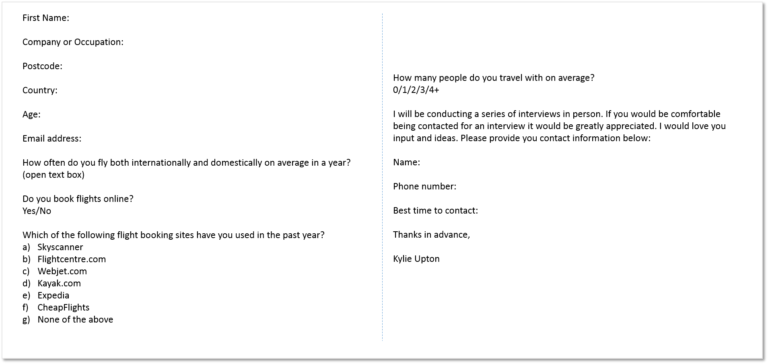 First Name:
Company or Occupation:
Postcode:
Country:
Age:
Email address:
How often do you fly both internationally and domestically on average in a year?
(open text box)
Do you book flights online?
Yes/No
Which of the following flight booking sites have you used in the past year?
a) Skyscanner
b) Flightcentre.com
c) Webjet.com
d) Kayak.com
e) Expedia
f) CheapFlights
g) None of the above
How many people do you travel with on average?
0/1/2/3/4+
I will be conducting a series of interviews in person. If you would be comfortable
being contacted for an interview it would be greatly appreciated. I would love you
input and ideas. Please provide you contact information below:
Name:
Phone number:
Best time to contact:
Thanks in advance,
Kylie Upton